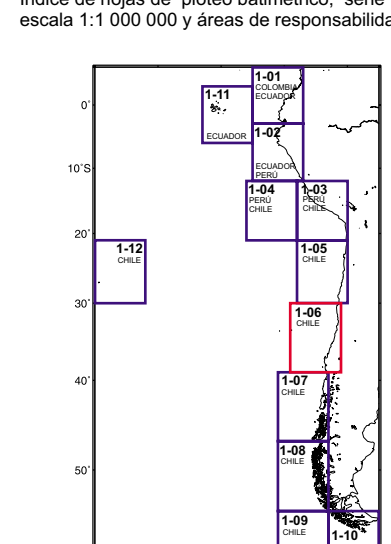 Indice de hojas de "ploteo batimétrico," serie
escala 1:1 000 000 y áreas de
1-01
COLOMBIA
ECUADOR
1-11
ECUADOR
0°
1-02
ECUADOR
PERÚ
10°S
1-04
PERÚ
CHILE
1-03
PERÚ
CHILE
20°
1-12
CHILE
1-05
CHILE
30°
1-06
CHILE
40°
1-07
CHILE
1-08
CHILE
50°
1-09
CHILE
1-10